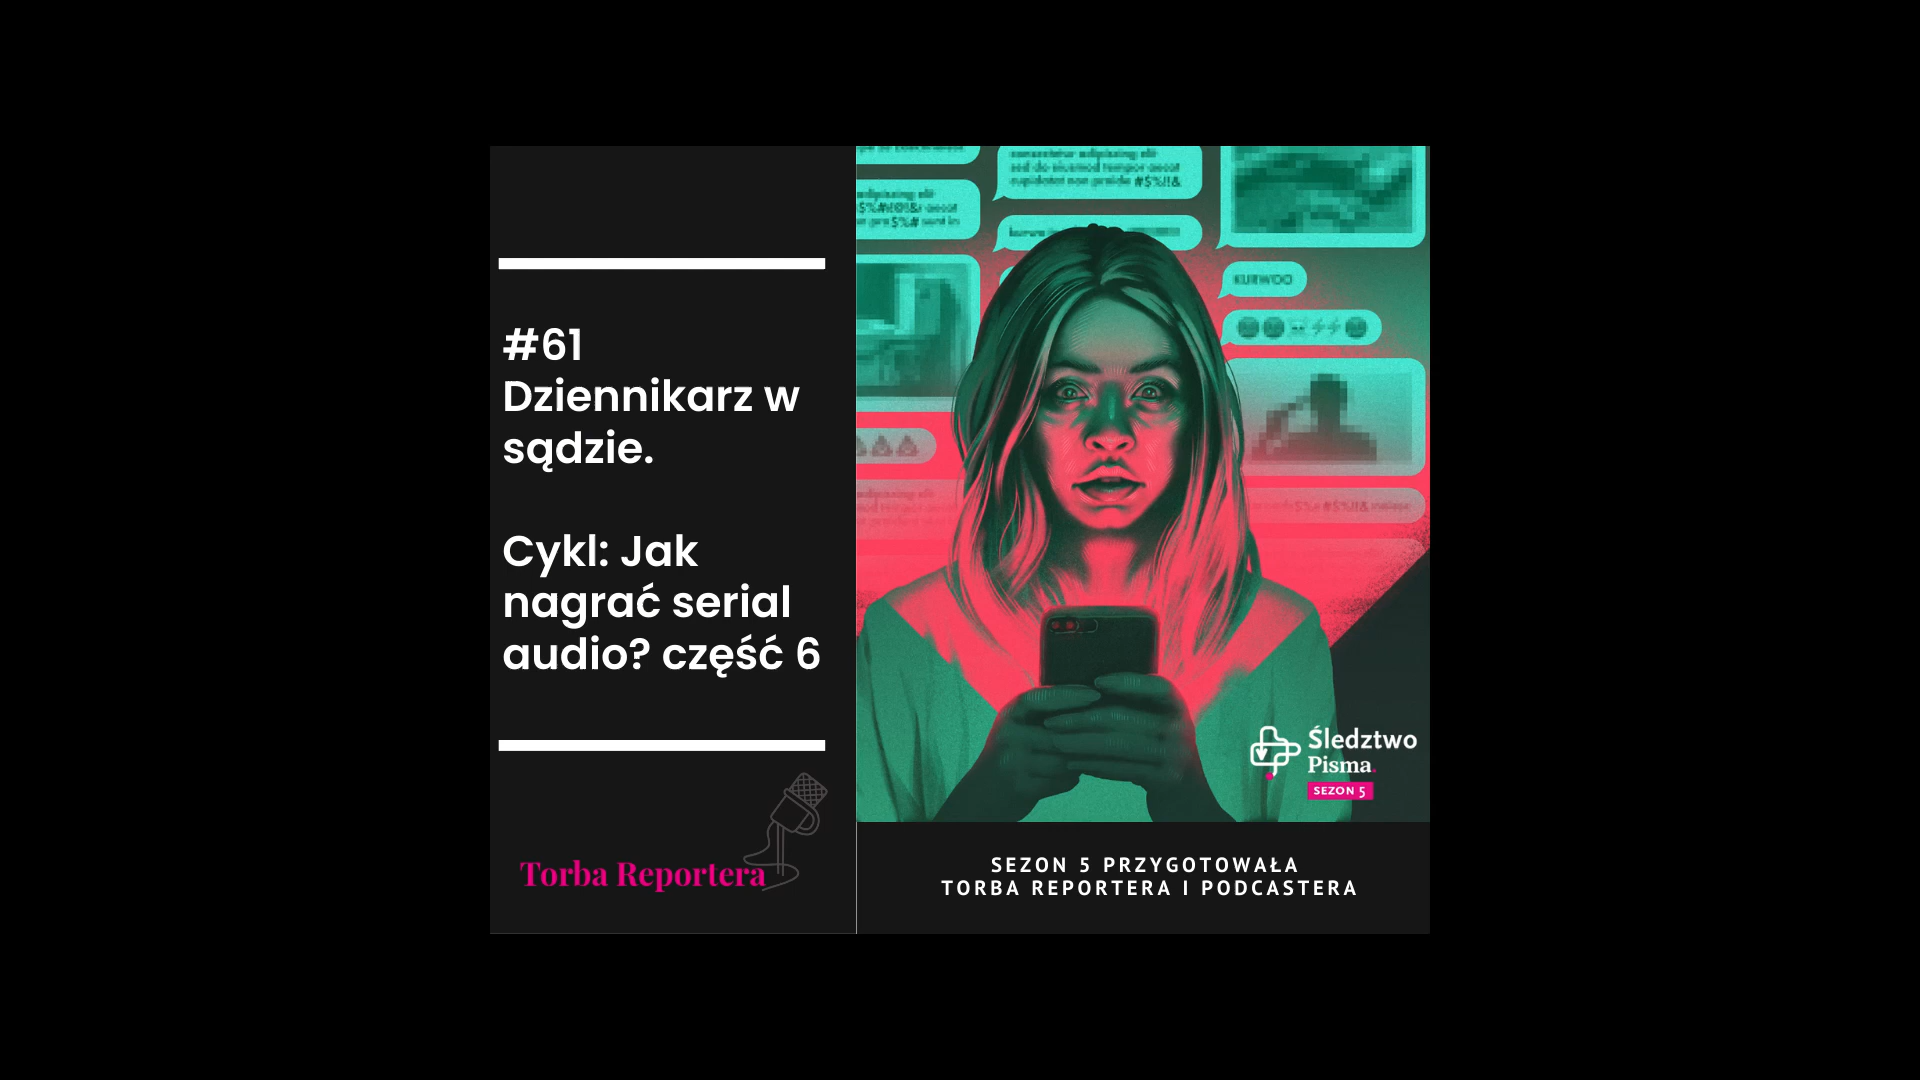 #61
Dziennikarz w
sądzie.
Cykl: Jak
nagrać serial
audio? część 6
Torba Reportera
#$%!!&
KURWOO
Śledztwo
Pisma.
SEZON 5
SEZON 5 PRZYGOTOWAŁA
TORBA REPORTERA I PODCASTERA